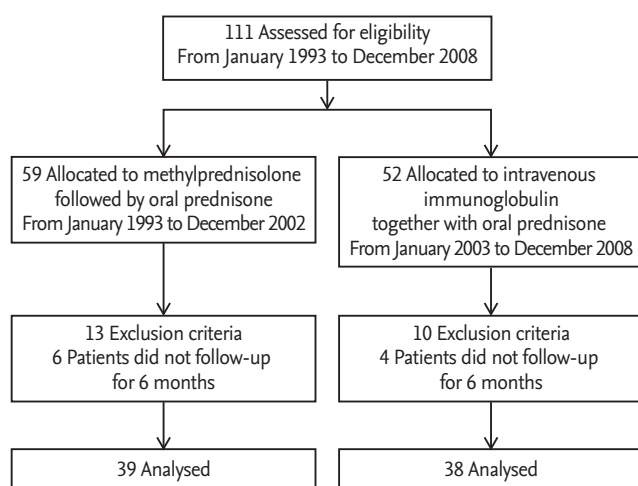 111 Assessed for eligibility
From January 1993 to December 2008
59 Allocated to methylprednisolone
followed by oral prednisone
From January 1993 to December 2002
52 Allocated to intravenous
immunoglobulin
together with oral prednisone
From January 2003 to December 2008
13 Exclusion criteria
6 Patients did not follow-up
for 6 months
10 Exclusion criteria
4 Patients did not follow-up
for 6 months
39 Analysed
38 Analysed